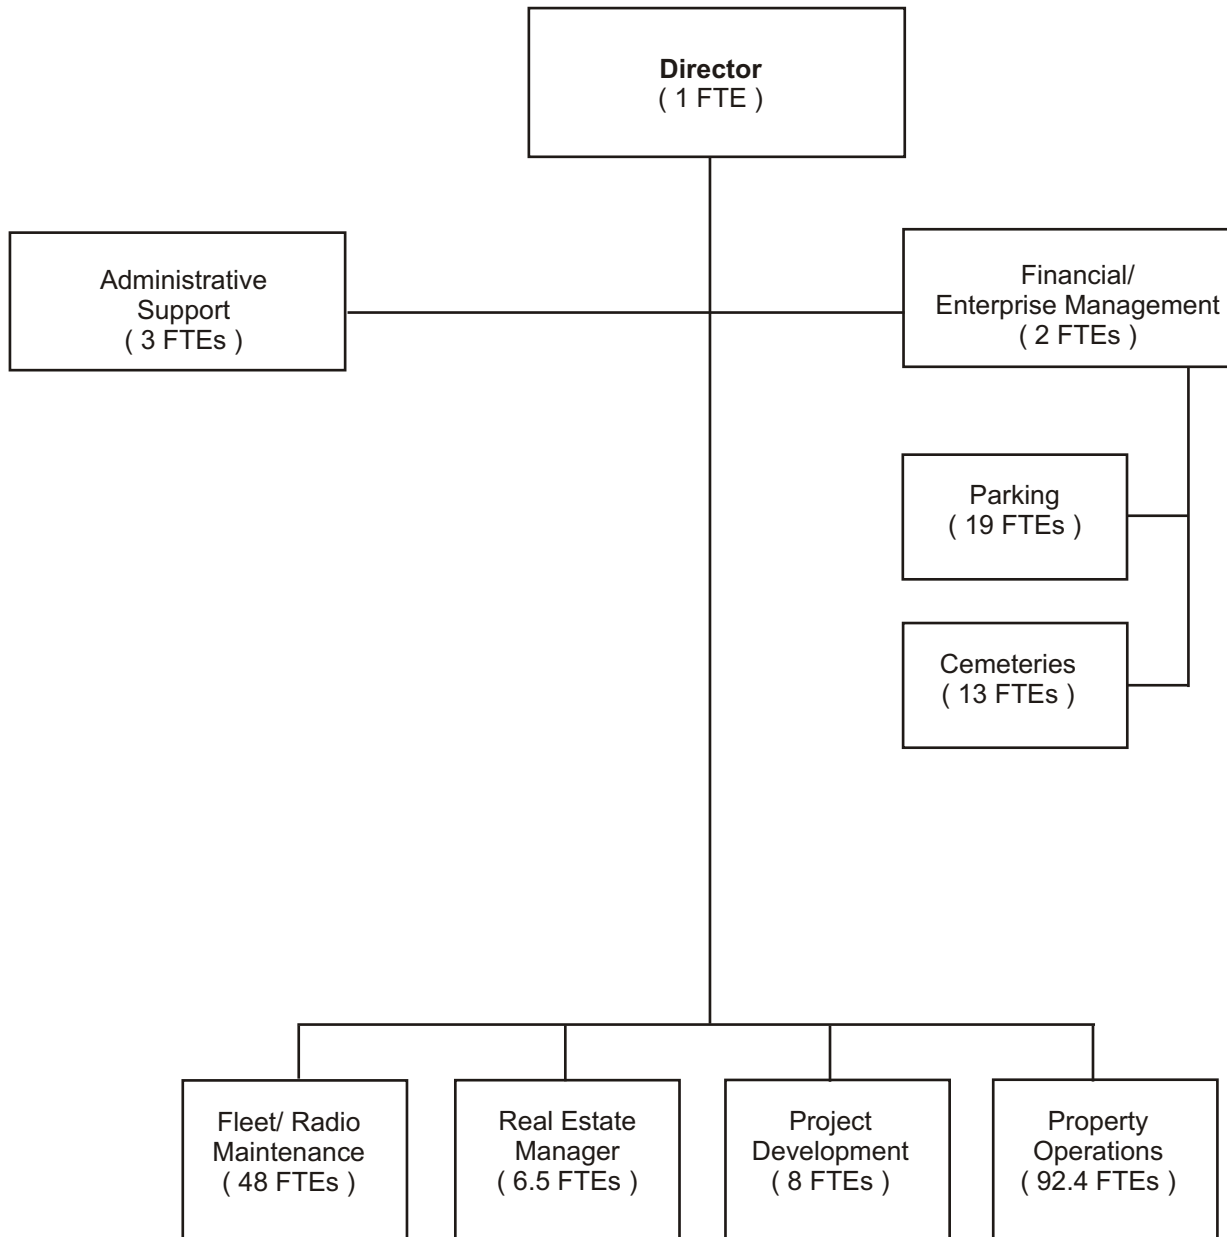 Director
( 1 FTE )
Administrative
Support
( 3 FTEs )
Financial/
Enterprise Management
( 2 FTEs )
Parking
( 19 FTEs )
Cemeteries
( 13 FTEs )
Fleet/ Radio
Maintenance
( 48 FTEs )
Real Estate
Manager
( 6.5 FTEs )
Project
Development
( 8 FTEs )
Property
Operations
( 92.4 FTEs )